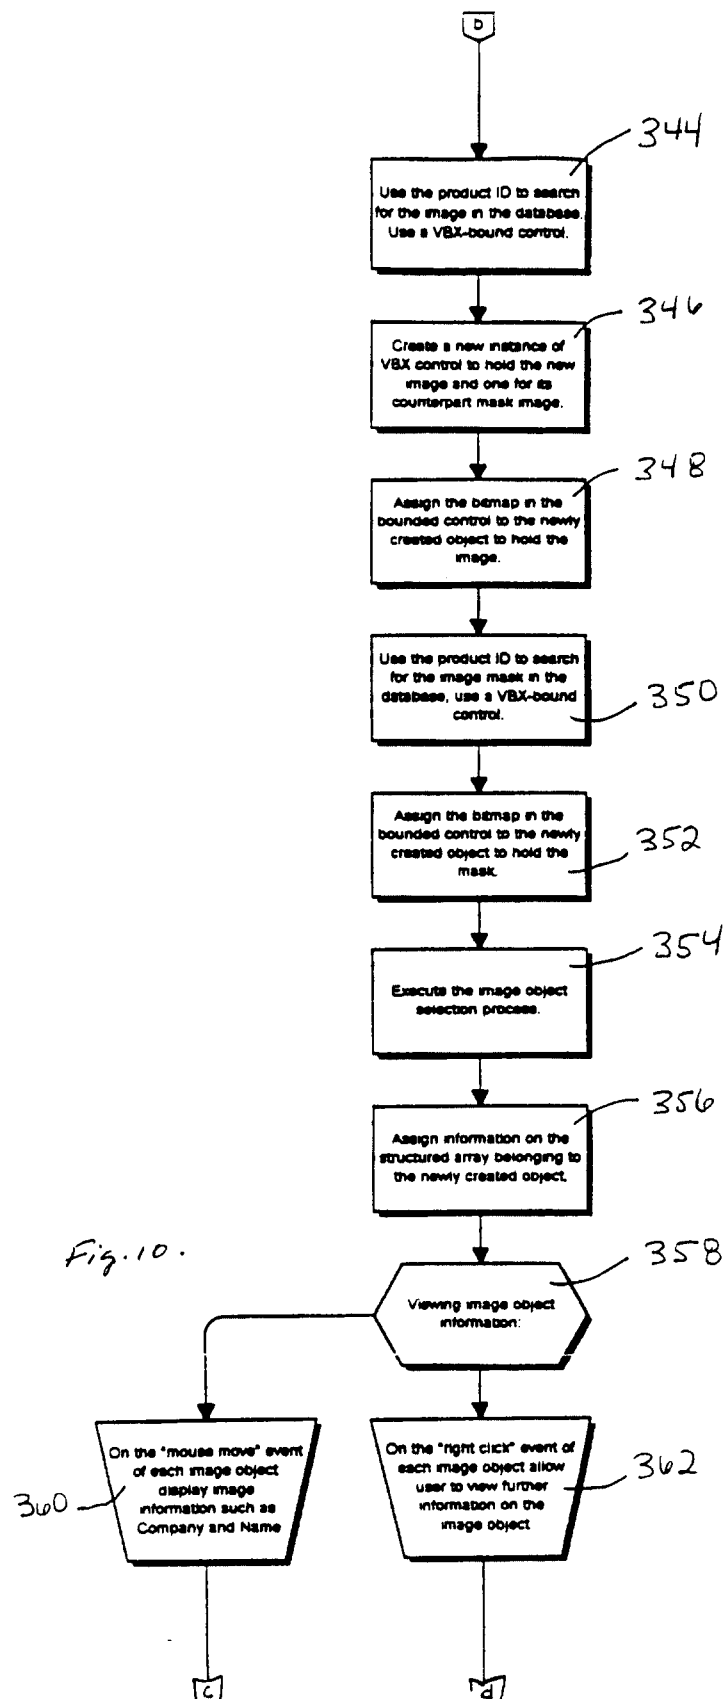 b
344
Use the product ID to search
for the image in the database.
Use a VBX-bound control.
346
Create a new instance of
VBX control to hold the new
image and one for its
counterpart mask image.
348
Assign the bitmap in the
bounded control to the newly
created object to hold the
image.
Use the product ID to search
for the image mask in the
database, use a VBX-bound
control.
350
Assign the bitmap in the
bounded control to the newly
created object to hold the
mask.
352
354
Execute the image object
selection process.
356
Assign information on the
structured array belonging to
the newly created object.
Fig. 10.
358
Viewing image object
information:
On the "mouse move" event
of each image object
display image
information such as
Company and Name
360
On the "right click" event of
each image object allow
user to view further
information on the
image object
362
c
d